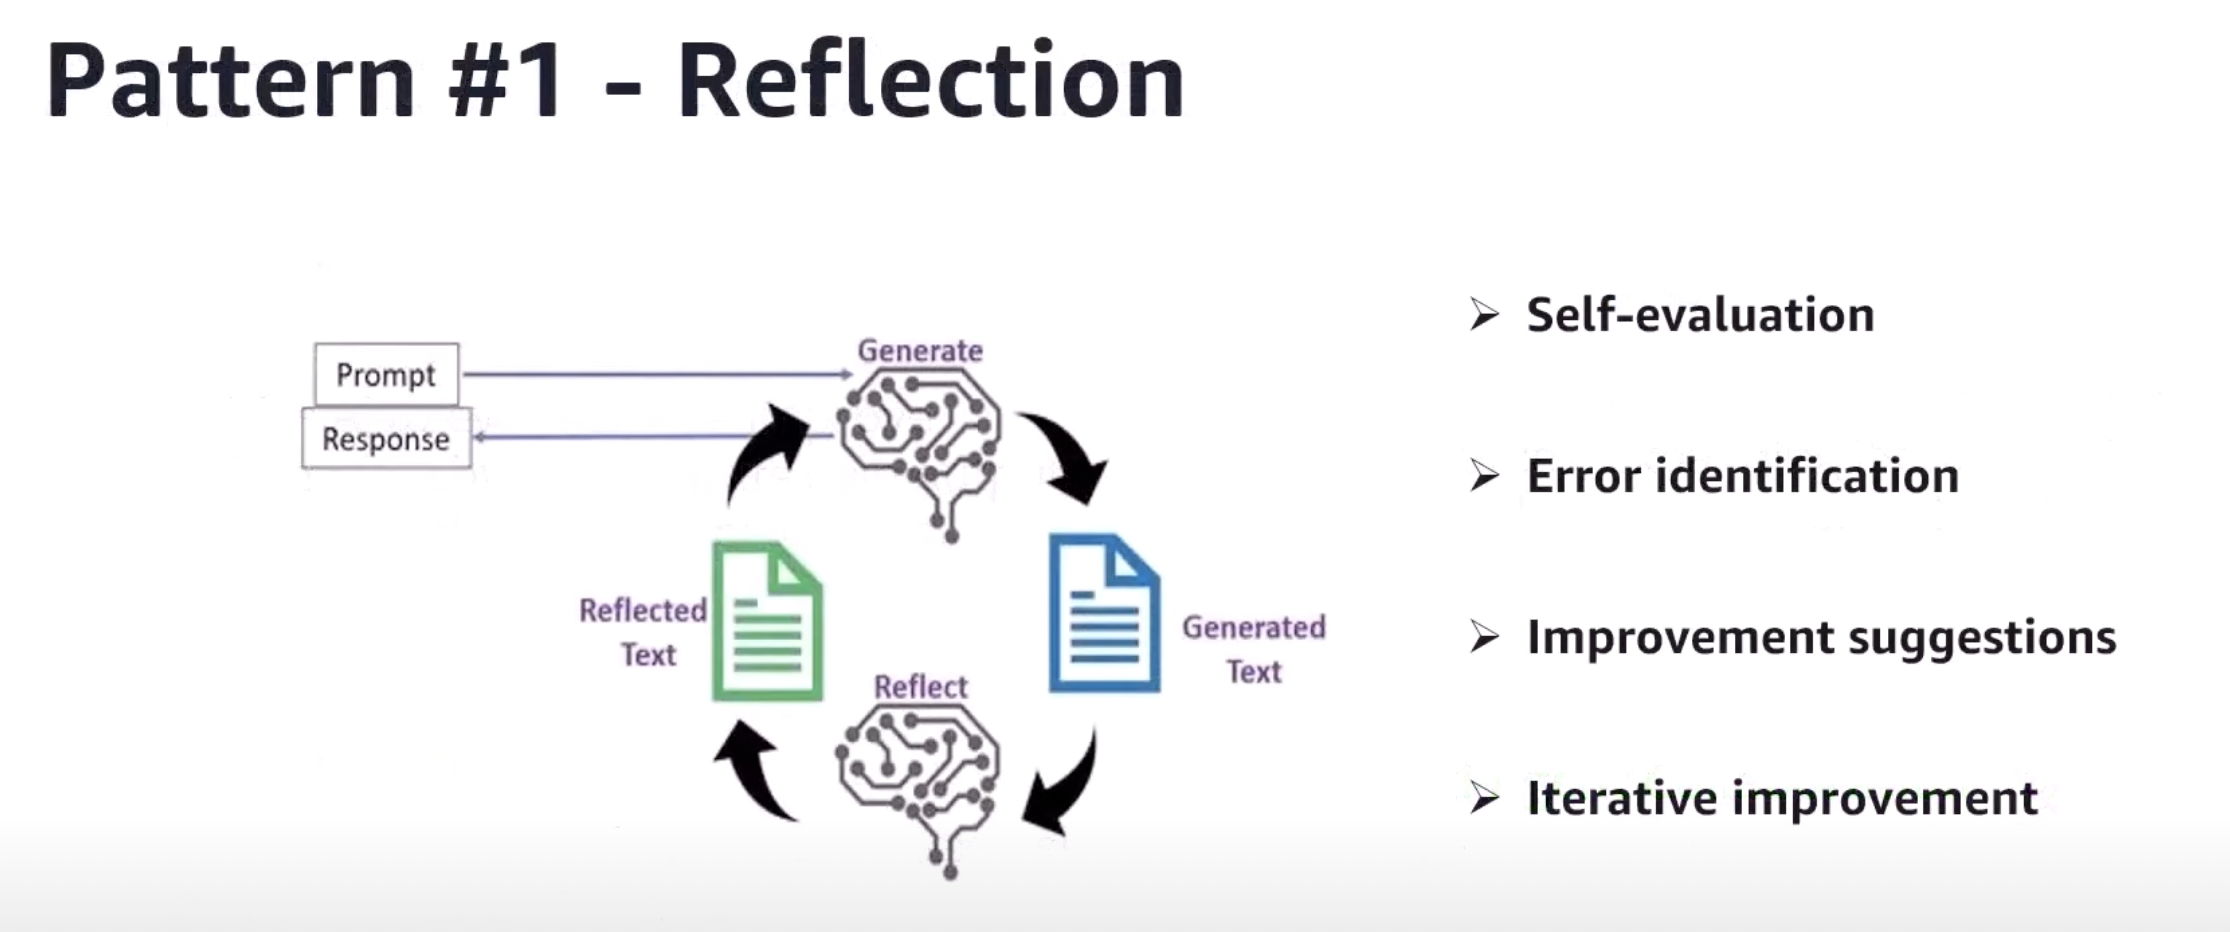 Pattern #1 - Reflection
Prompt
Response
Generate
Reflected
Text
Generated
Text
Reflect
Self-evaluation
Error identification
Improvement suggestions
Iterative improvement